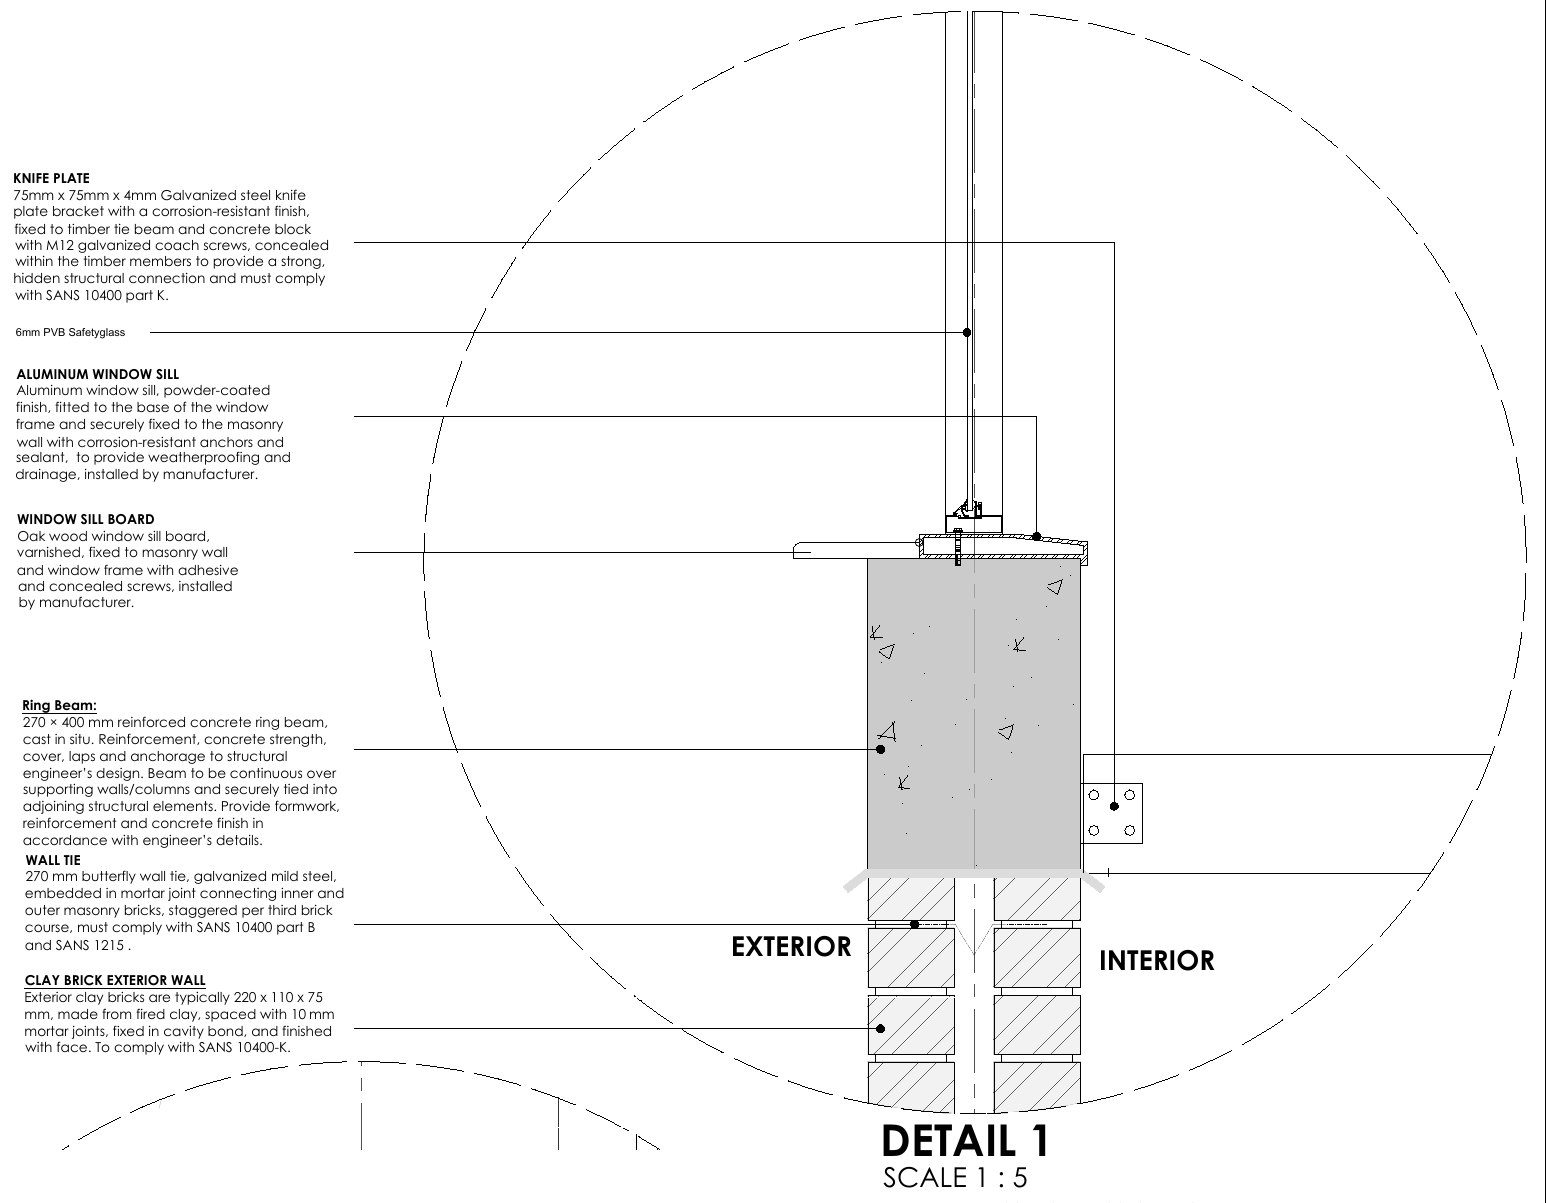 KNIFE PLATE
75mm x 75mm x 4mm Galvanized steel knife
plate bracket with a corrosion-resistant finish,
fixed to timber tie beam and concrete block
with M12 galvanized coach screws, concealed
within the timber members to provide a strong,
hidden structural connection and must comply
with SANS 10400 part K.
6mm PVB Safetyglass
ALUMINUM WINDOW SILL
Aluminum window sill, powder-coated
finish, fitted to the base of the window
frame and securely fixed to the masonry
wall with corrosion-resistant anchors and
sealant, to provide weatherproofing and
drainage, installed by manufacturer.
WINDOW SILL BOARD
Oak wood window sill board,
varnished, fixed to masonry wall
and window frame with adhesive
and concealed screws, installed
by manufacturer.
Ring Beam:
270 × 400 mm reinforced concrete ring beam,
cast in situ. Reinforcement, concrete strength,
cover, laps and anchorage to structural
engineer’s design. Beam to be continuous over
supporting walls/columns and securely tied into
adjoining structural elements. Provide formwork,
reinforcement and concrete finish in
accordance with engineer’s details.
WALL TIE
270 mm butterfly wall tie, galvanized mild steel,
embedded in mortar joint connecting inner and
outer masonry bricks, staggered per third brick
course, must comply with SANS 10400 part B
and SANS 1215 .
CLAY BRICK EXTERIOR WALL
Exterior clay bricks are typically 220 x 110 x 75
mm, made from fired clay, spaced with 10 mm
mortar joints, fixed in cavity bond, and finished
with face. To comply with SANS 10400-K.
EXTERIOR
INTERIOR
DETAIL 1
SCALE 1 : 5